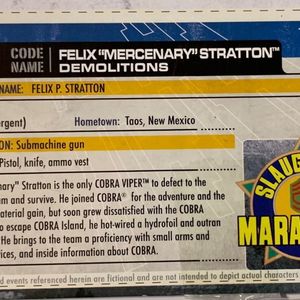 CODE
NAME
FELIX "MERCENARY" STRATTON™
DEMOLITIONS
NAME: FELIX P. STRATTON
ergent)
Hometown: Taos, New Mexico
ON: Submachine gun
Pistol, knife, ammo vest
nary" Stratton is the only COBRA VIPER™ to defect to the
am and survive. He joined COBRA® for the adventure and the
aterial gain, but soon grew dissatisfied with the COBRA
o escape COBRA Island, he hot-wired a hydrofoil and outran
He brings to the team a proficiency with small arms and
ices, and inside information about COBRA.
SLAUG
MARA
d events referenced herein are fictional and are not intended to depict actual characters